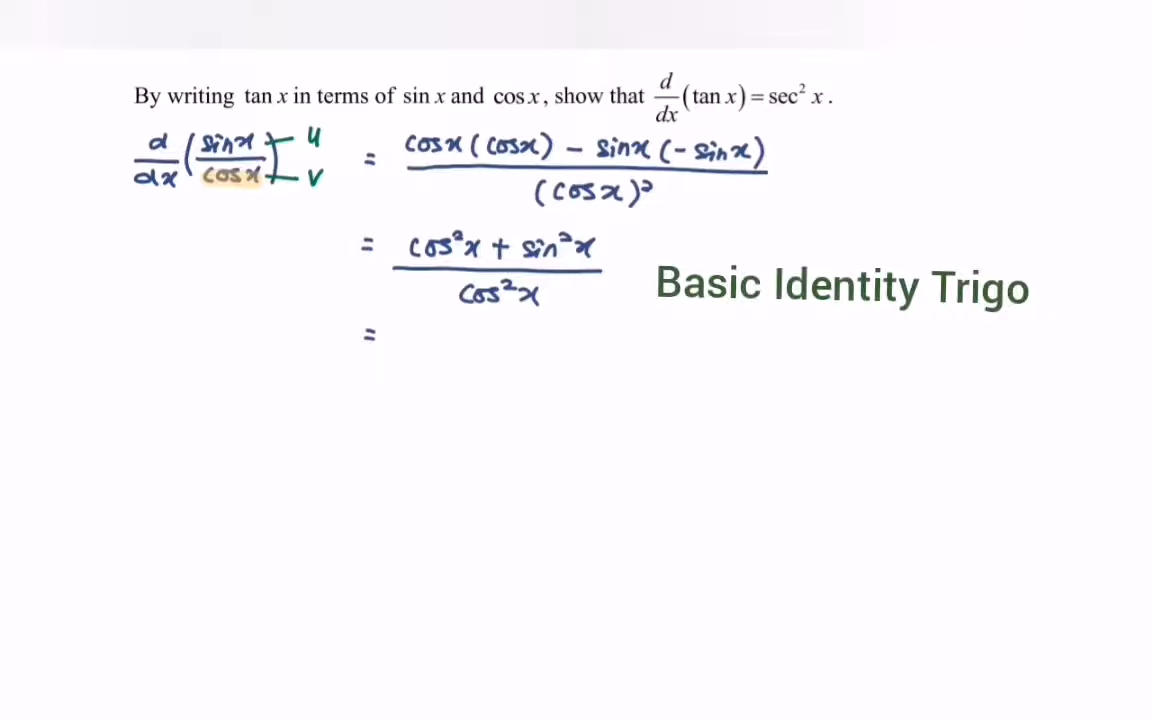 By writing tan x in terms of sin x and cos x, show that d/dx (tan x) = sec² x.
d/dx (sin x / cos x) u v = cos x (cos x) − sin x (− sin x) / (cos x)²
= cos² x + sin² x / cos² x
Basic Identity Trigo
=